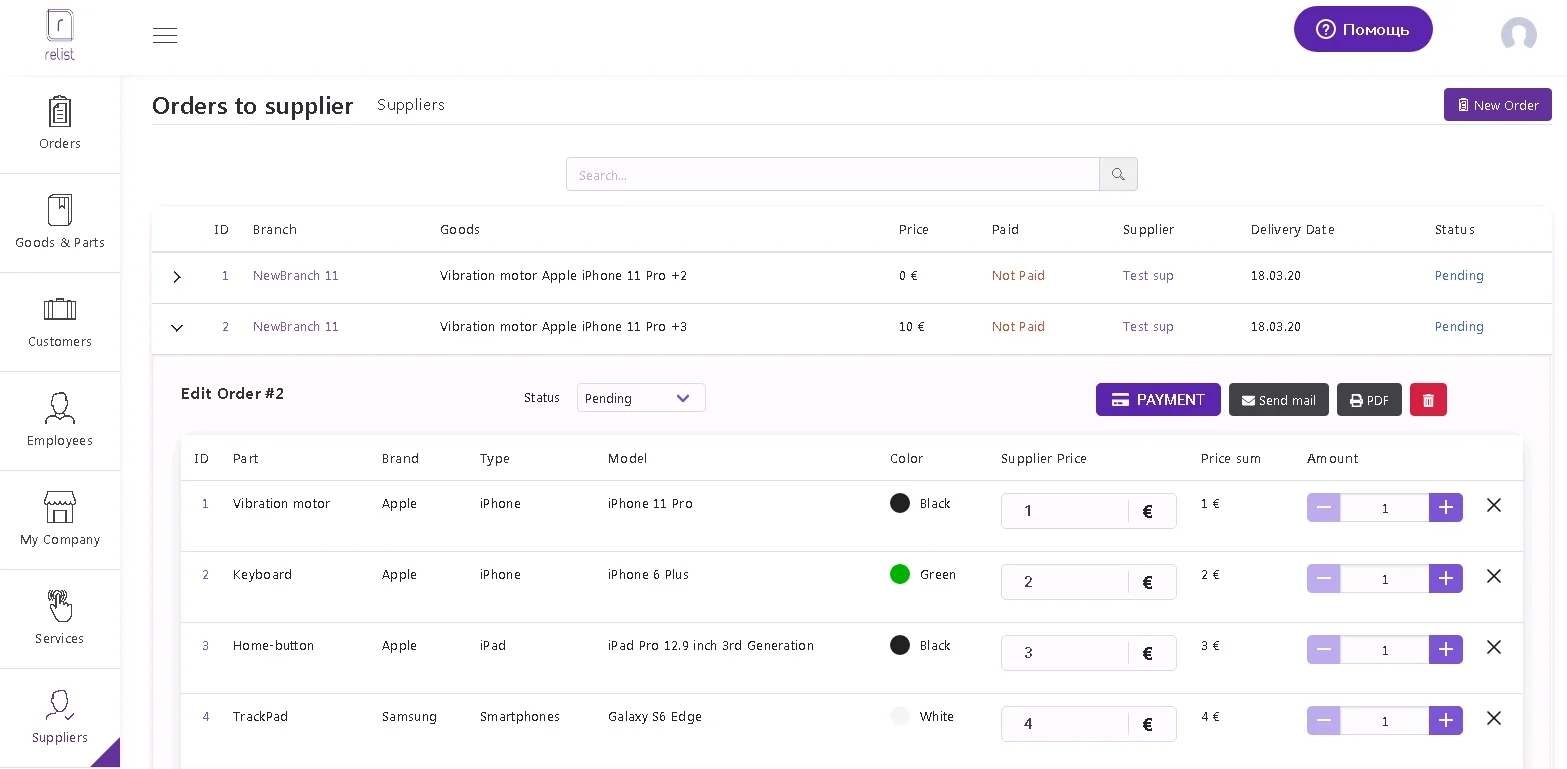 r
relist
Помощь
Orders to supplier Suppliers New Order
Search...
ID Branch Goods Price Paid Supplier Delivery Date Status
1 NewBranch 11 Vibration motor Apple iPhone 11 Pro +2 0 € Not Paid Test sup 18.03.20 Pending
2 NewBranch 11 Vibration motor Apple iPhone 11 Pro +3 10 € Not Paid Test sup 18.03.20 Pending
Edit Order #2 Status Pending PAYMENT Send mail PDF
ID Part Brand Type Model Color Supplier Price Price sum Amount
1 Vibration motor Apple iPhone iPhone 11 Pro Black 1 € 1 € 1
2 Keyboard Apple iPhone iPhone 6 Plus Green 2 € 2 € 1
3 Home-button Apple iPad iPad Pro 12.9 inch 3rd Generation Black 3 € 3 € 1
4 TrackPad Samsung Smartphones Galaxy S6 Edge White 4 € 4 € 1
Orders
Goods & Parts
Customers
Employees
My Company
Services
Suppliers